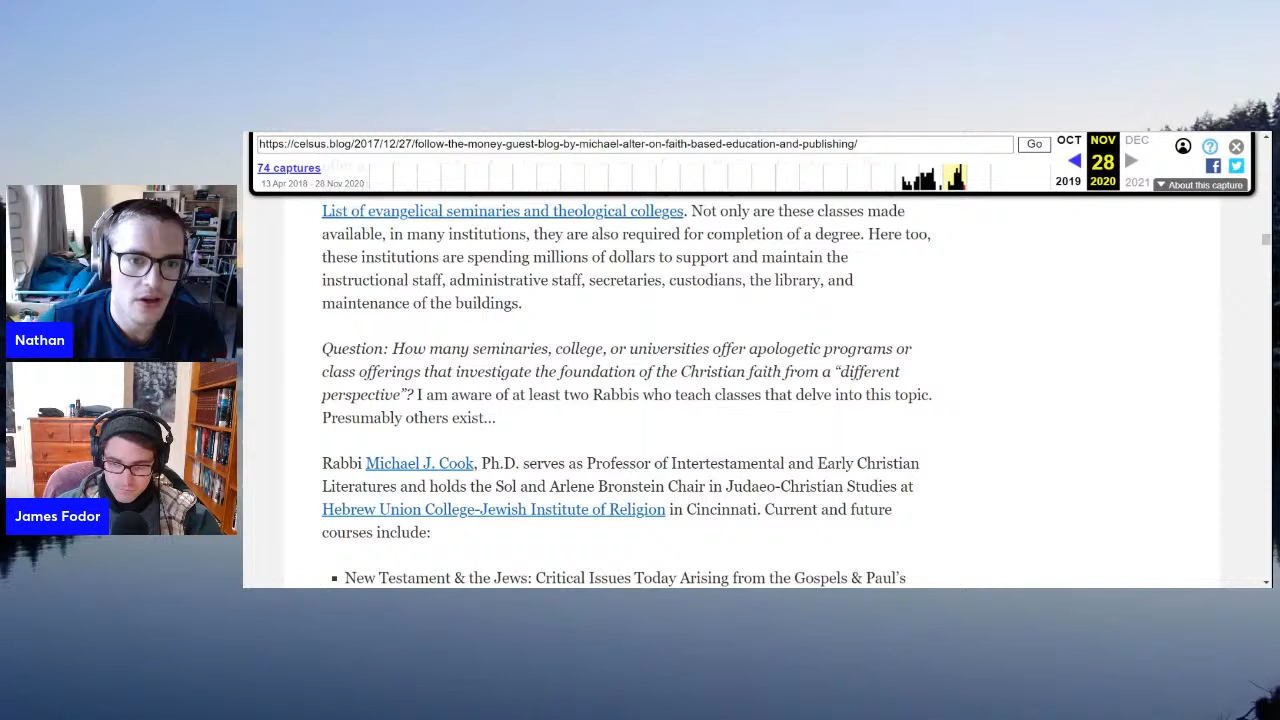 https://celsus.blog/2017/12/27/follow-the-money-guest-blog-by-michael-alter-on-faith-based-education-and-publishing/
Go
OCT
NOV
DEC
74 captures
28
13 Apr 2018 - 28 Nov 2020
2019
2020
2021
About this capture
List of evangelical seminaries and theological colleges. Not only are these classes made
available, in many institutions, they are also required for completion of a degree. Here too,
these institutions are spending millions of dollars to support and maintain the
instructional staff, administrative staff, secretaries, custodians, the library, and
maintenance of the buildings.
Question: How many seminaries, college, or universities offer apologetic programs or
class offerings that investigate the foundation of the Christian faith from a “different
perspective”? I am aware of at least two Rabbis who teach classes that delve into this topic.
Presumably others exist…
Rabbi Michael J. Cook, Ph.D. serves as Professor of Intertestamental and Early Christian
Literatures and holds the Sol and Arlene Bronstein Chair in Judaeo-Christian Studies at
Hebrew Union College-Jewish Institute of Religion in Cincinnati. Current and future
courses include:
▪ New Testament & the Jews: Critical Issues Today Arising from the Gospels & Paul’s
Nathan
James Fodor